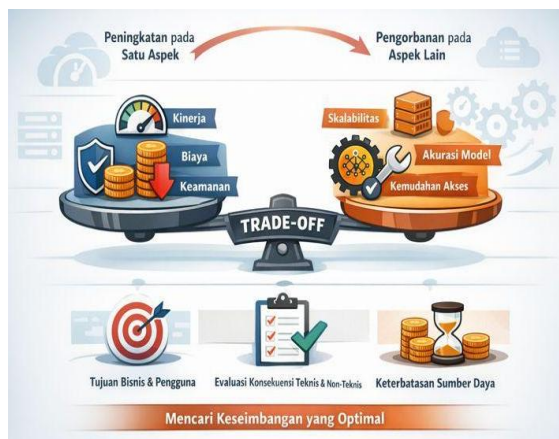 Peningkatan pada
Satu Aspek
Pengorbanan pada
Aspek Lain
Kinerja
Biaya
Keamanan
Skalabilitas
Akurasi Model
Kemudahan Akses
TRADE-OFF
Tujuan Bisnis & Pengguna
Evaluasi Konsekuensi Teknis & Non-Teknis
Keterbatasan Sumber Daya
Mencari Keseimbangan yang Optimal